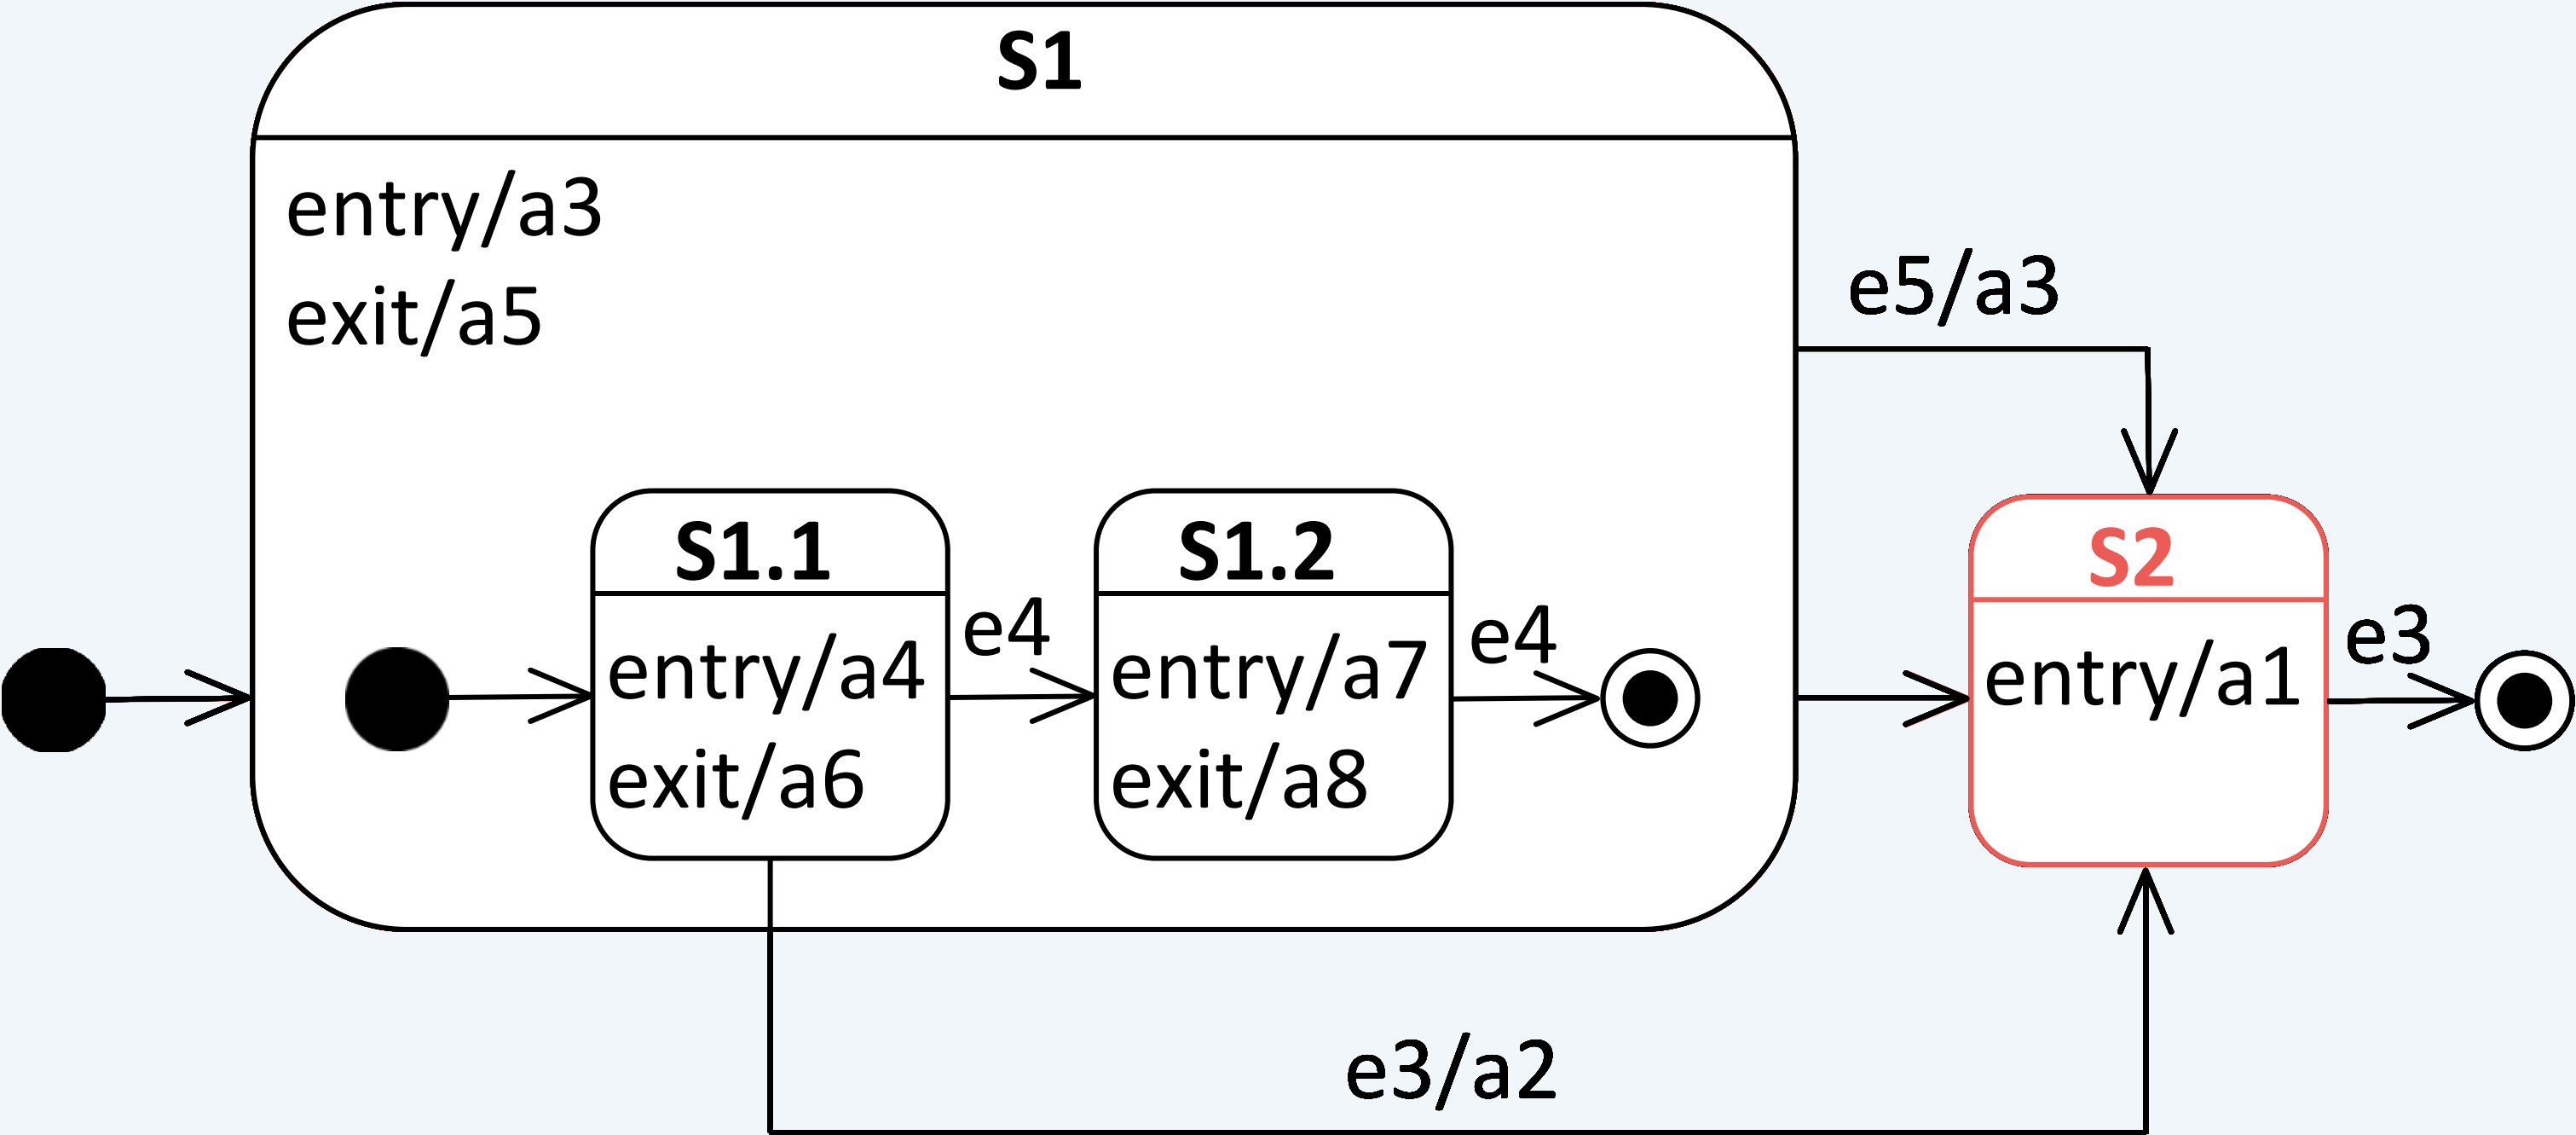 S1
entry/a3
exit/a5
e5/a3
S1.1
entry/a4
exit/a6
e4
S1.2
entry/a7
exit/a8
e4
S2
entry/a1
e3
e3/a2